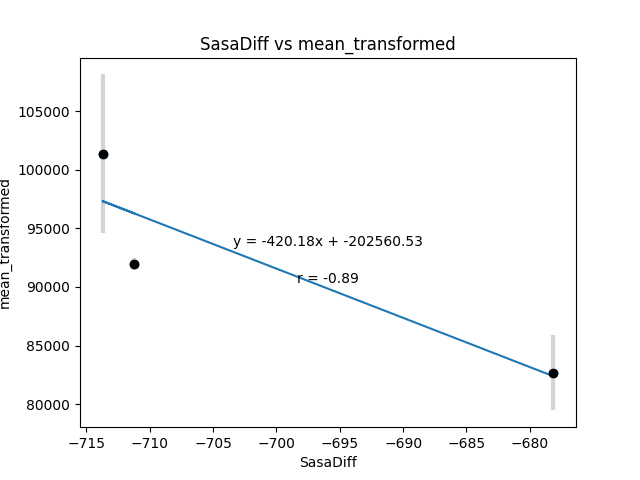 SasaDiff vs mean_transformed
mean_transformed
105000
100000
95000
90000
85000
80000
y = -420.18x + -202560.53
r = -0.89
−715 −710 −705 −700 −695 −690 −685 −680
SasaDiff